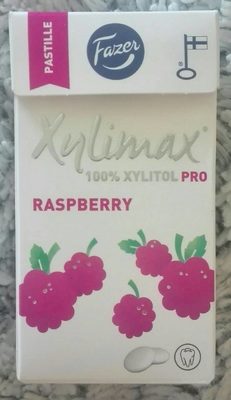 PASTILLE
Fazer
Xylimax®
100% XYLITOL PRO
RASPBERRY